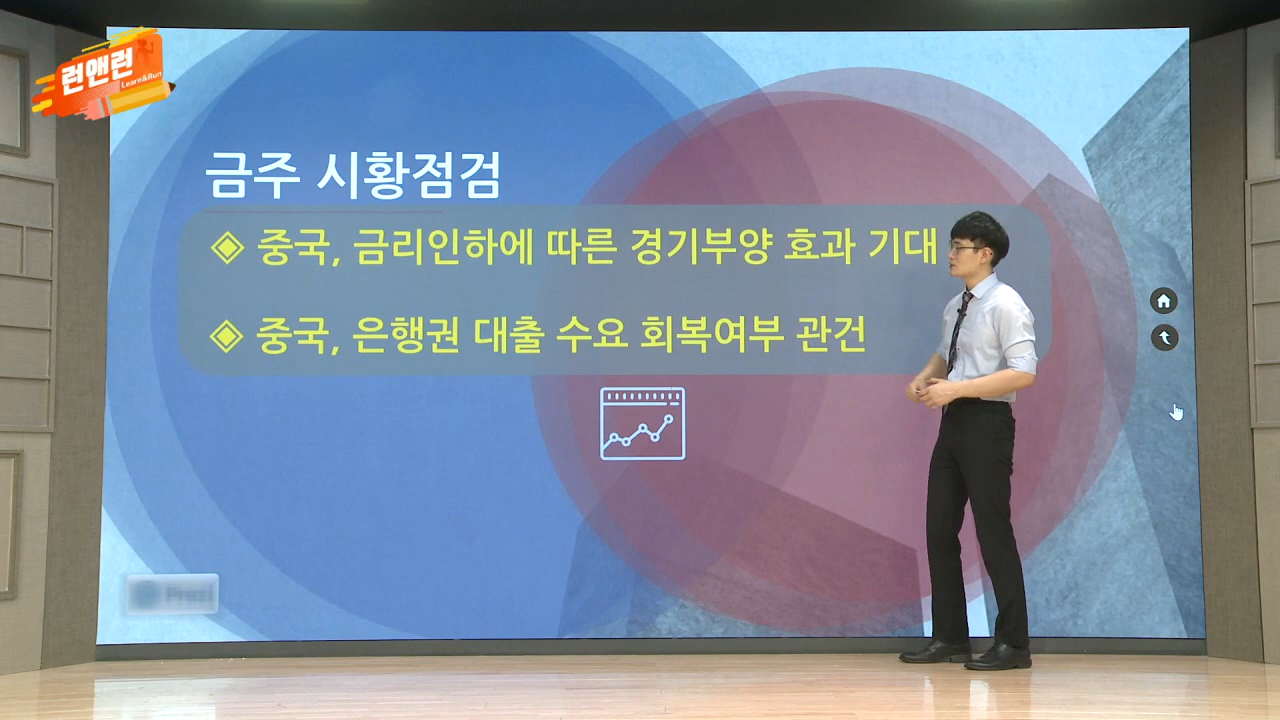 런앤런
Learn&Run
금주 시황점검
◈ 중국, 금리인하에 따른 경기부양 효과 기대
◈ 중국, 은행권 대출 수요 회복여부 관건
Prezi